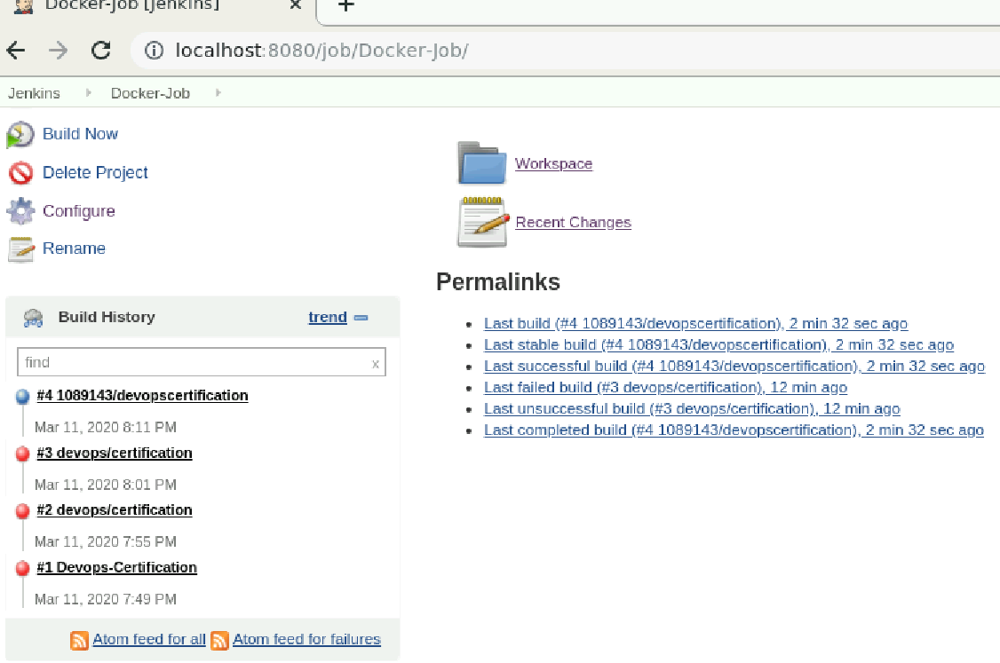 Docker-Job [Jenkins]
localhost:8080/job/Docker-Job/
Jenkins Docker-Job
Build Now
Delete Project
Configure
Rename
Build History trend
find x
#4 1089143/devopscertification
Mar 11, 2020 8:11 PM
#3 devops/certification
Mar 11, 2020 8:01 PM
#2 devops/certification
Mar 11, 2020 7:55 PM
#1 Devops-Certification
Mar 11, 2020 7:49 PM
Atom feed for all Atom feed for failures
Workspace
Recent Changes
Permalinks
Last build (#4 1089143/devopscertification), 2 min 32 sec ago
Last stable build (#4 1089143/devopscertification), 2 min 32 sec ago
Last successful build (#4 1089143/devopscertification), 2 min 32 sec ago
Last failed build (#3 devops/certification), 12 min ago
Last unsuccessful build (#3 devops/certification), 12 min ago
Last completed build (#4 1089143/devopscertification), 2 min 32 sec ago